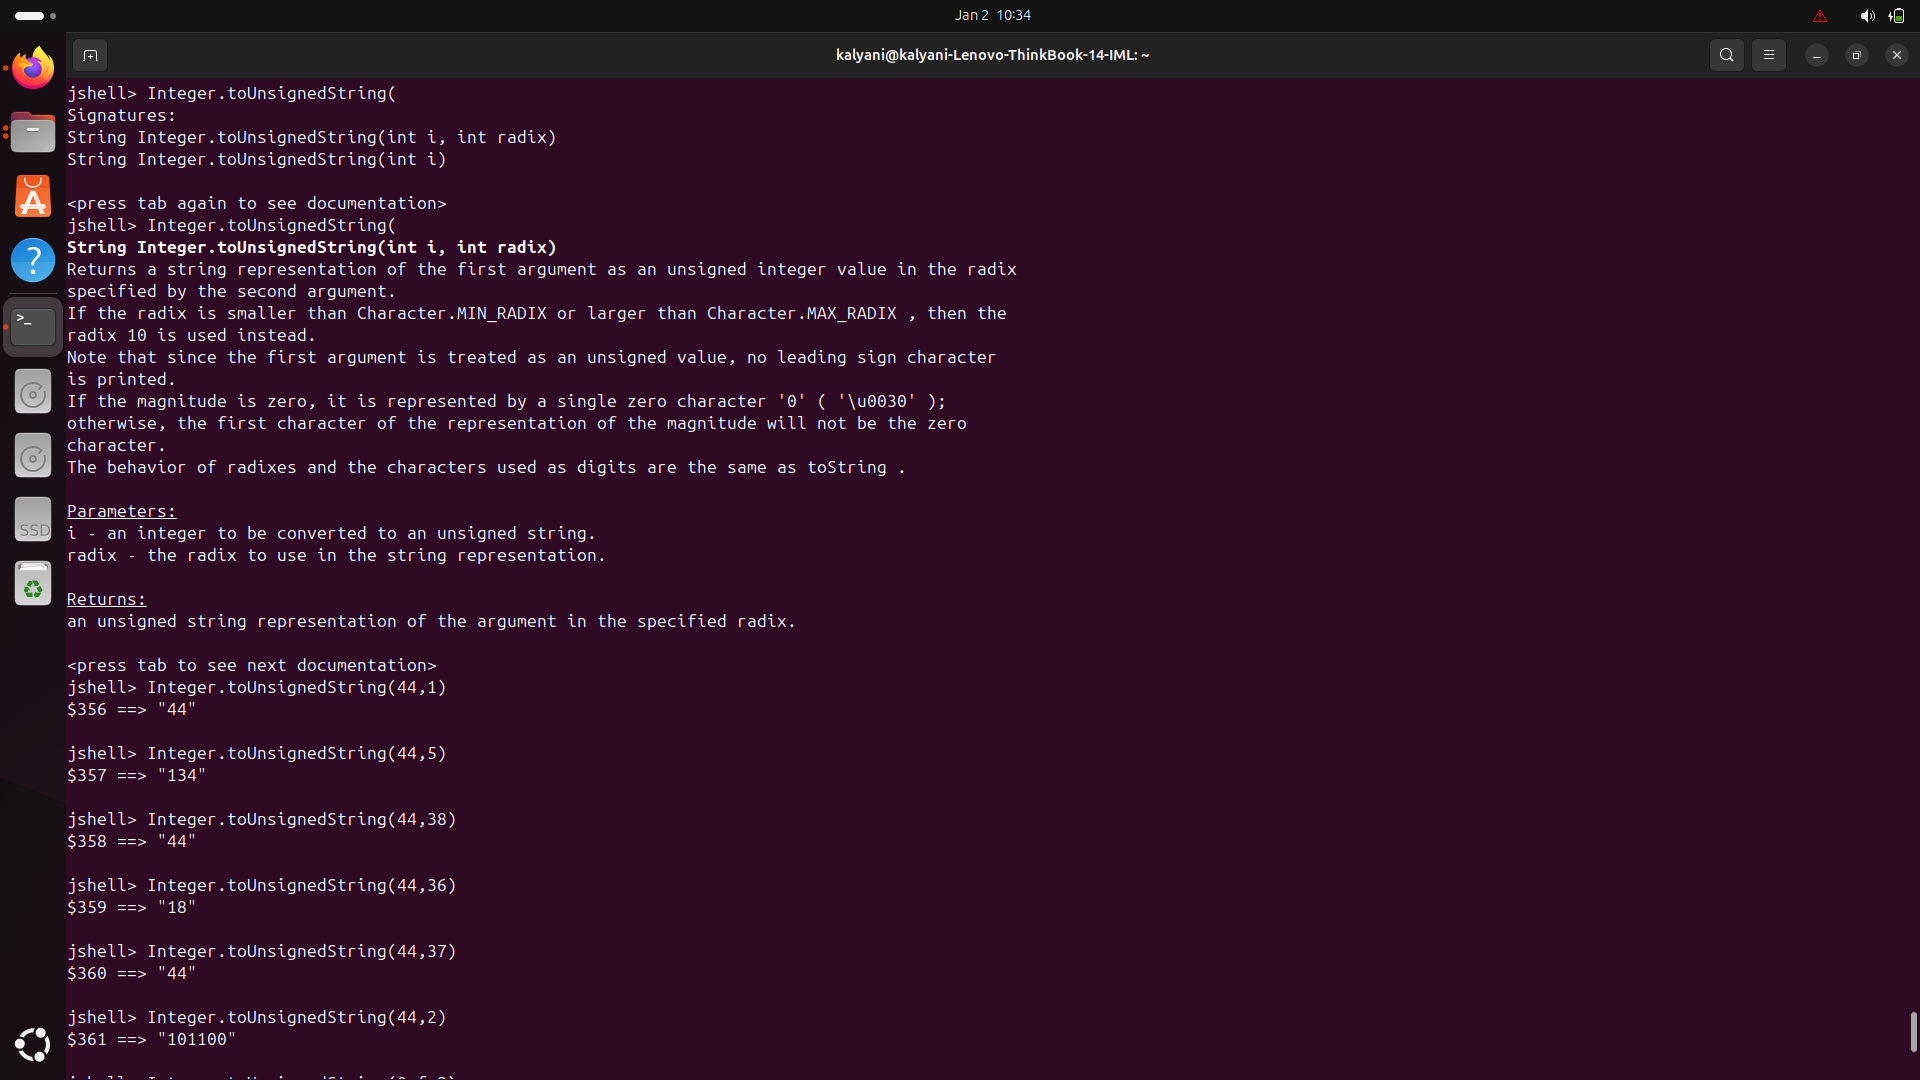 Jan 2 10:34
kalyani@kalyani-Lenovo-ThinkBook-14-IML: ~
jshell> Integer.toUnsignedString(
Signatures:
String Integer.toUnsignedString(int i, int radix)
String Integer.toUnsignedString(int i)
<press tab again to see documentation>
jshell> Integer.toUnsignedString(
String Integer.toUnsignedString(int i, int radix)
Returns a string representation of the first argument as an unsigned integer value in the radix
specified by the second argument.
If the radix is smaller than Character.MIN_RADIX or larger than Character.MAX_RADIX , then the
radix 10 is used instead.
Note that since the first argument is treated as an unsigned value, no leading sign character
is printed.
If the magnitude is zero, it is represented by a single zero character '0' ( '\u0030' );
otherwise, the first character of the representation of the magnitude will not be the zero
character.
The behavior of radixes and the characters used as digits are the same as toString .
Parameters:
i - an integer to be converted to an unsigned string.
radix - the radix to use in the string representation.
Returns:
an unsigned string representation of the argument in the specified radix.
<press tab to see next documentation>
jshell> Integer.toUnsignedString(44,1)
$356 ==> "44"
jshell> Integer.toUnsignedString(44,5)
$357 ==> "134"
jshell> Integer.toUnsignedString(44,38)
$358 ==> "44"
jshell> Integer.toUnsignedString(44,36)
$359 ==> "18"
jshell> Integer.toUnsignedString(44,37)
$360 ==> "44"
jshell> Integer.toUnsignedString(44,2)
$361 ==> "101100"
SSD